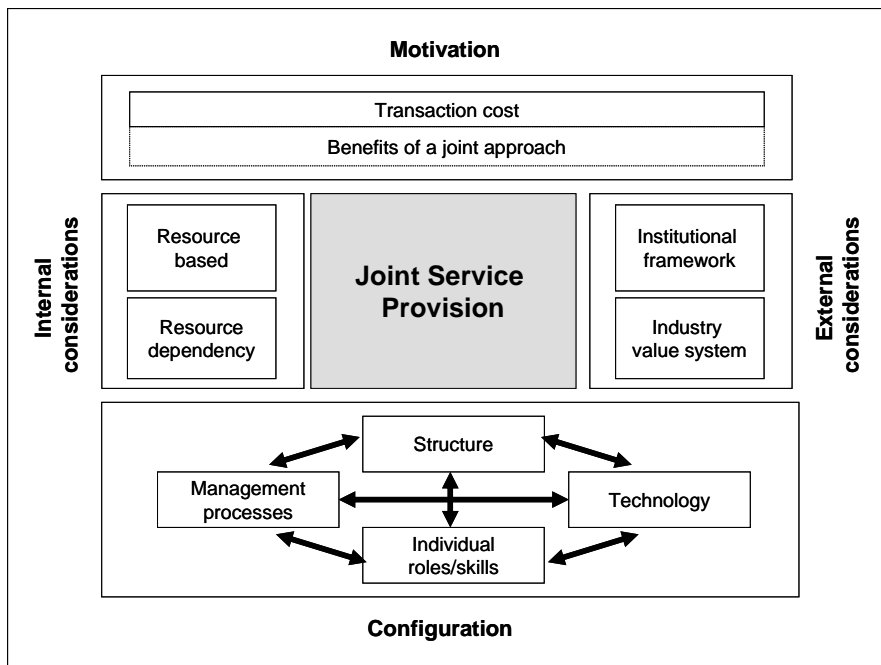 Motivation
Transaction cost
Benefits of a joint approach
Internal
considerations
Resource
based
Resource
dependency
Joint Service
Provision
Institutional
framework
Industry
value system
External
considerations
Structure
Management
processes
Technology
Individual
roles/skills
Configuration